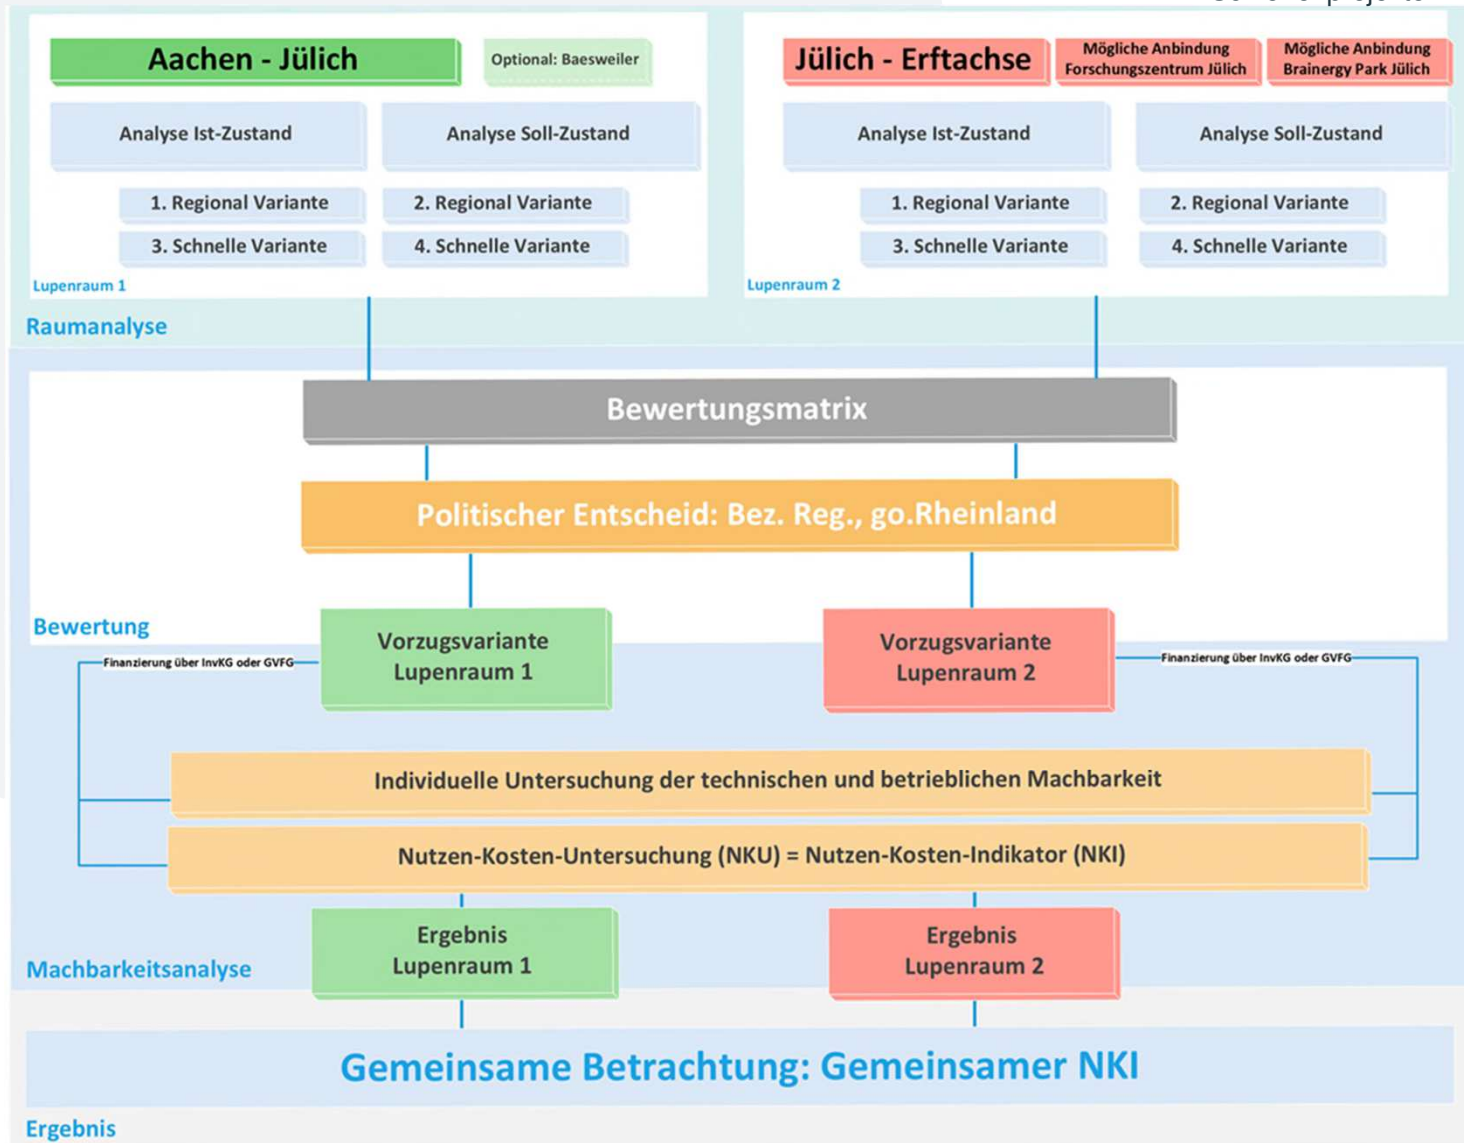 Aachen - Jülich
Optional: Baesweiler
Analyse Ist-Zustand
Analyse Soll-Zustand
1. Regional Variante
2. Regional Variante
3. Schnelle Variante
4. Schnelle Variante
Lupenraum 1
Jülich - Erftachse
Mögliche Anbindung
Forschungszentrum Jülich
Mögliche Anbindung
Brainergy Park Jülich
Analyse Ist-Zustand
Analyse Soll-Zustand
1. Regional Variante
2. Regional Variante
3. Schnelle Variante
4. Schnelle Variante
Lupenraum 2
Raumanalyse
Bewertungsmatrix
Politischer Entscheid: Bez. Reg., go.Rheinland
Bewertung
Vorzugsvariante
Lupenraum 1
Vorzugsvariante
Lupenraum 2
Finanzierung über InvKG oder GVFG
Finanzierung über InvKG oder GVFG
Individuelle Untersuchung der technischen und betrieblichen Machbarkeit
Nutzen-Kosten-Untersuchung (NKU) = Nutzen-Kosten-Indikator (NKI)
Ergebnis
Lupenraum 1
Ergebnis
Lupenraum 2
Machbarkeitsanalyse
Gemeinsame Betrachtung: Gemeinsamer NKI
Ergebnis